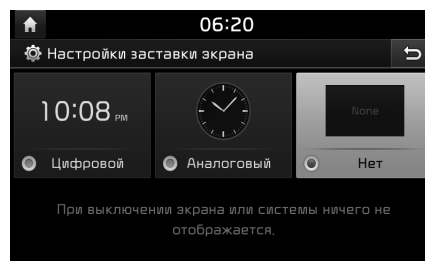 06:20
Настройки заставки экрана
10:08 PM
None
Цифровой
Аналоговый
Нет
При выключении экрана или системы ничего не
отображается.